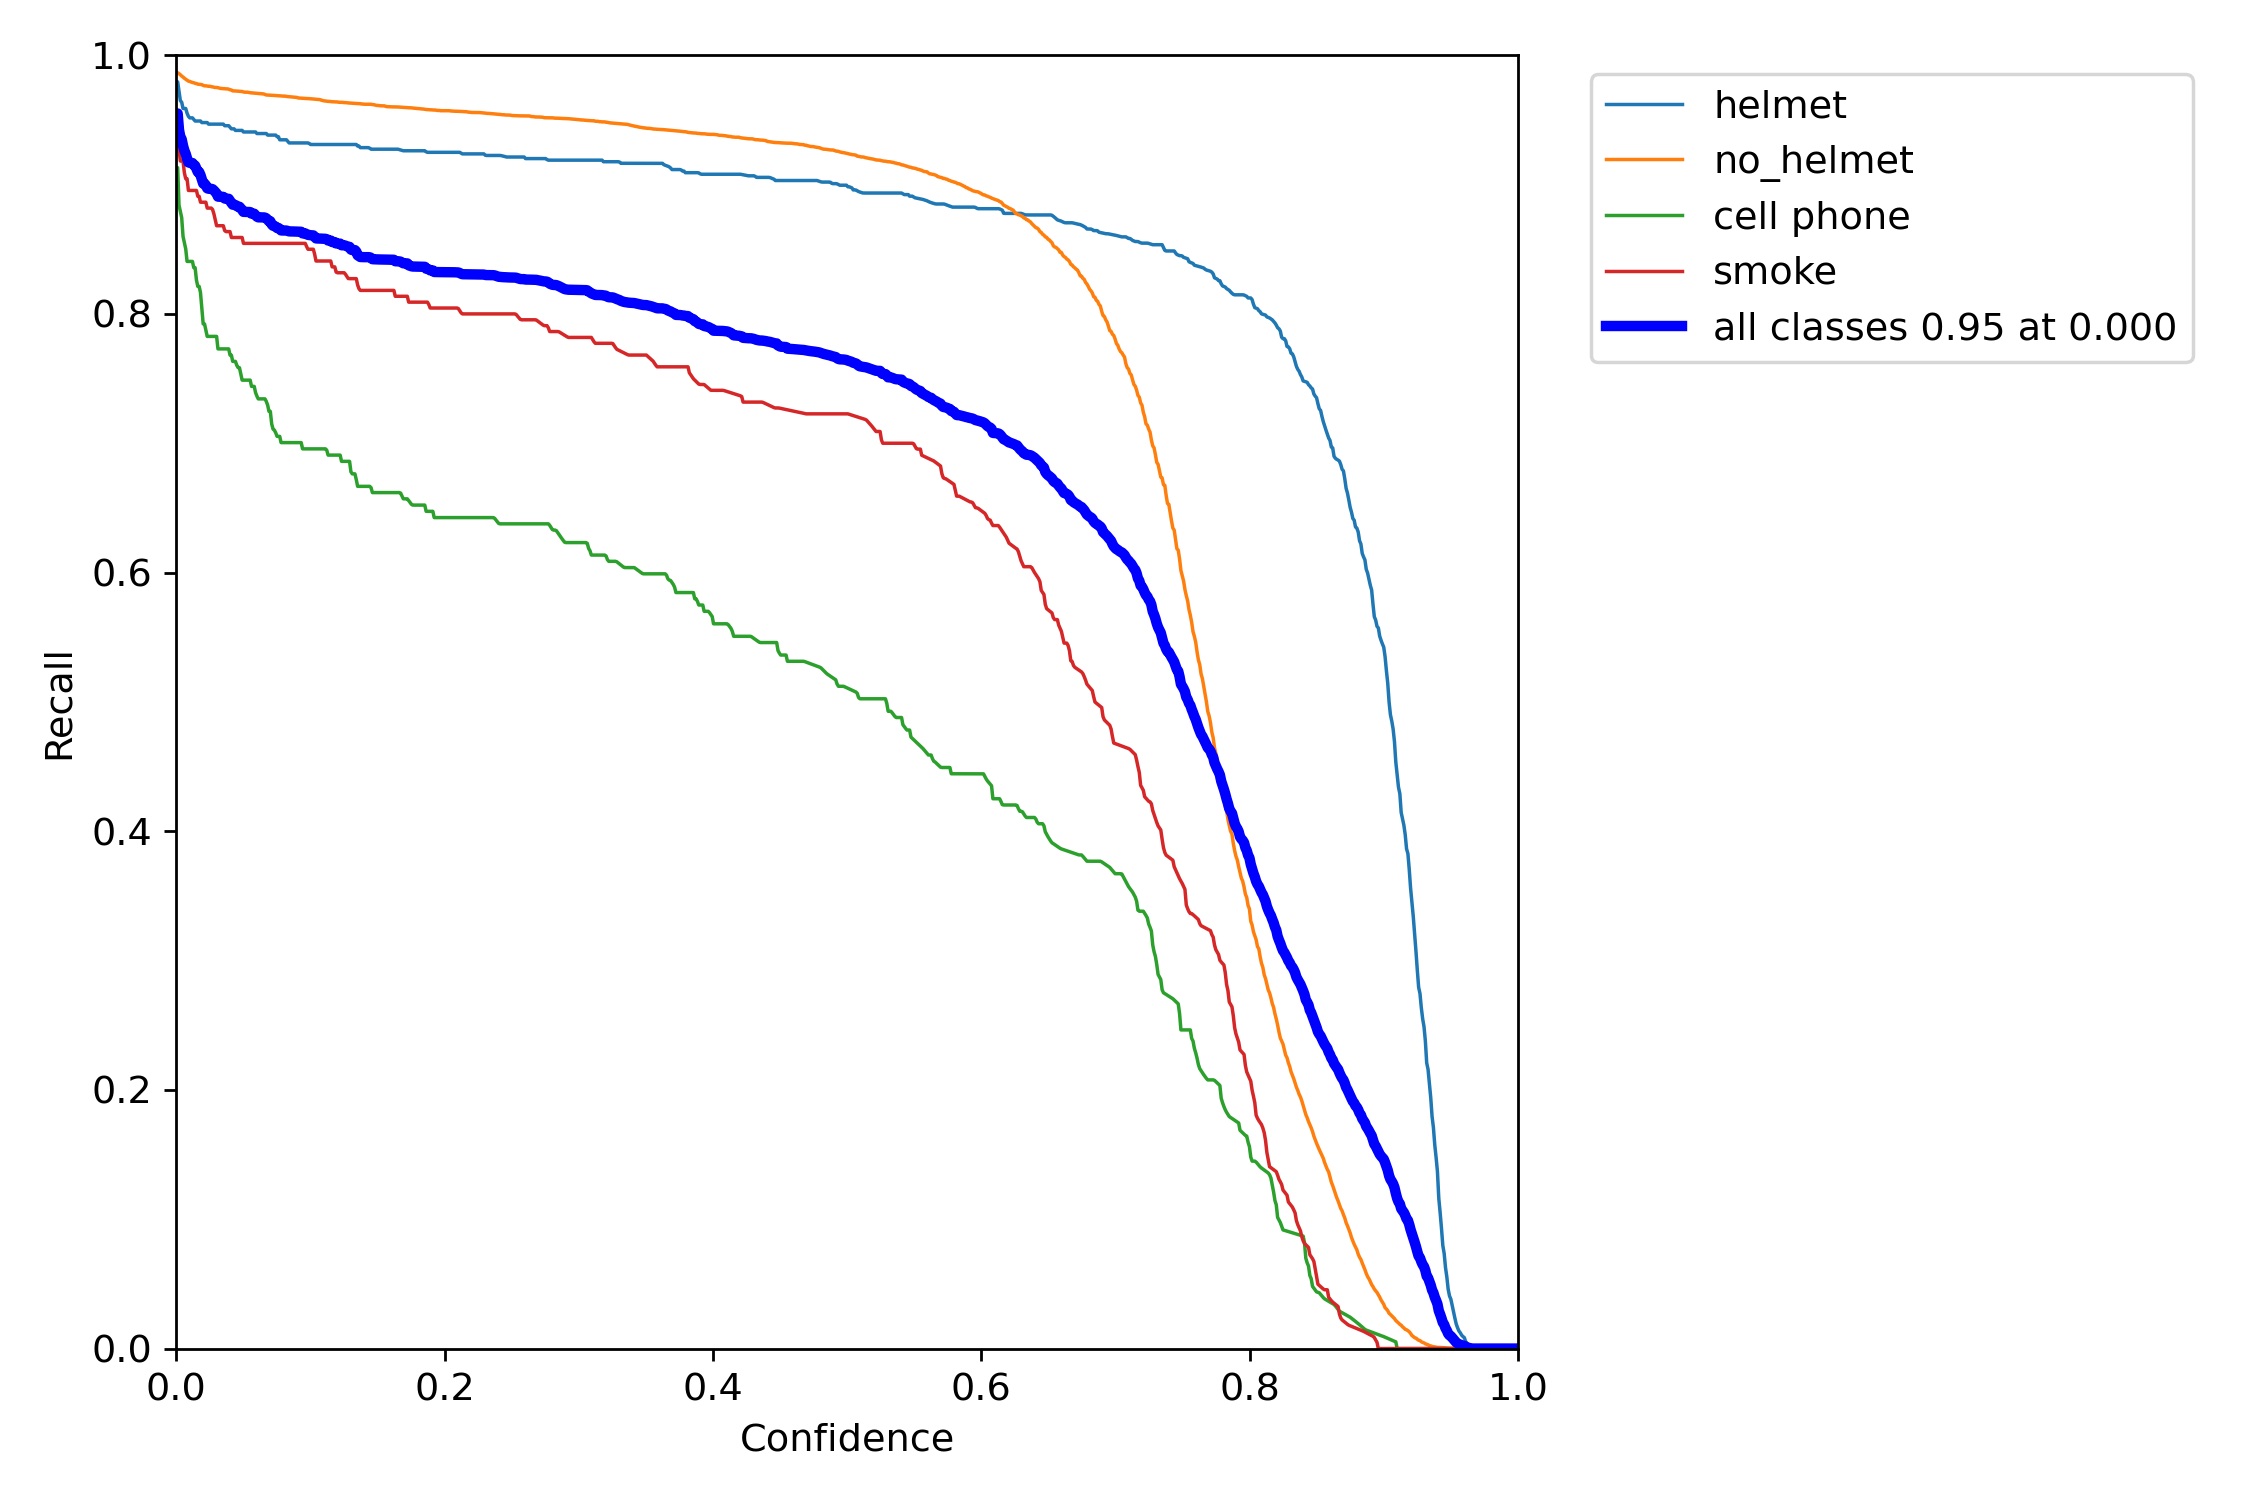 1.0
0.8
0.6
0.4
0.2
0.0
Recall
0.0 0.2 0.4 0.6 0.8 1.0
Confidence
helmet
no_helmet
cell phone
smoke
all classes 0.95 at 0.000